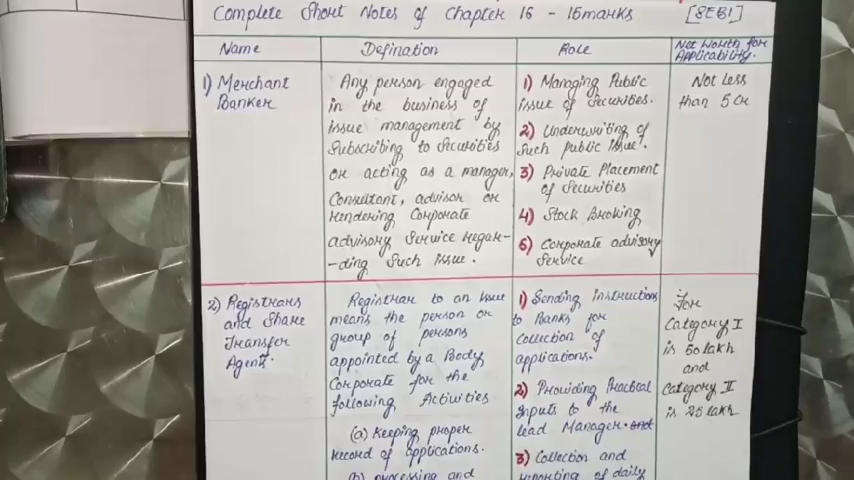 Complete Short Notes of Chapter 16 - 15marks [SEBI]
Name
Defination
Role
Net Worth for
Applicability.
1) Merchant
Banker
Any person engaged
in the business of
issue management by
Subscribing to Securities
or acting as a manager,
Consultant, advisor or
rendering Corporate
advisory Service regar-
-ding Such issue.
1) Managing Public
issue of Securities.
2) Underwriting of
Such public issue.
3) Private Placement
of Securities
4) Stock Broking
5) Corporate advisory
Service
Not Less
than 5 Cr
2) Registrars
and Share
Transfer
Agent.
Registrar to an Issue
means the person or
group of persons
appointed by a Body
Corporate for the
following Activities
(a) Keeping proper
record of applications.
(b) processing and
1) Sending instructions
to Banks for
Collection of
applications.
2) Providing Practical
inputs to the
lead Manager.
3) Collection and
reporting of daily
For
Category I
is 50 lakh
and
Category II
is 25 lakh